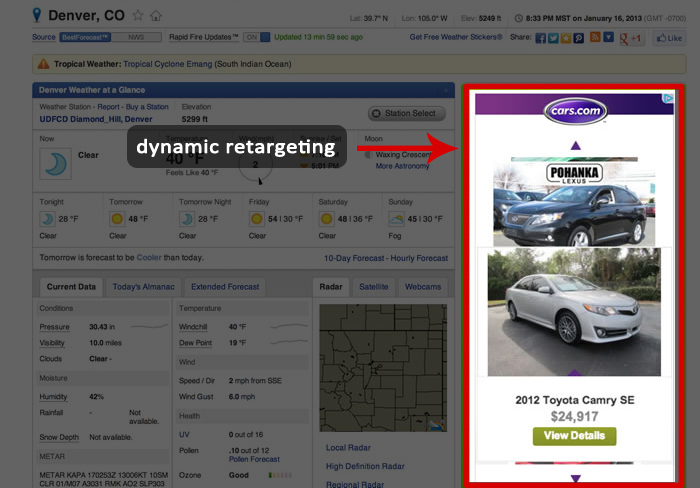 Denver, CO
Lat: 39.7° N Lon: 105.0° W Elev: 5249 ft 8:33 PM MST on January 16, 2013 (GMT -0700)
Source BestForecast™ NWS Rapid Fire Updates™ ON Updated 13 min 59 sec ago Get Free Weather Stickers® Share: +1 Like
Tropical Weather: Tropical Cyclone Emang (South Indian Ocean)
Denver Weather at a Glance
Weather Station - Report - Buy a Station Elevation
UDFCD Diamond_Hill, Denver 5299 ft Station Select
Now Moon
Clear 40 °F 2 Waxing Crescent
Feels Like 40 °F 5:01 PM More Astronomy
dynamic retargeting
Tonight Tomorrow Tomorrow Night Friday Saturday Sunday
28 °F 48 °F 28 °F 54 | 30 °F 48 | 36 °F 45 | 30 °F
Clear Clear Clear Clear Clear Fog
Tomorrow is forecast to be Cooler than today. 10-Day Forecast - Hourly Forecast
Current Data Today's Almanac Extended Forecast Radar Satellite Webcams
Conditions
Pressure 30.43 in
Visibility 10.0 miles
Clouds Clear -
Moisture
Humidity 42%
Rainfall - Not available.
Snow Depth Not available.
METAR
METAR KAPA 170253Z 13006KT 10SM
CLR 01/M07 A3031 RMK AO2 SLP303
Temperature
Windchill 40 °F
Dew Point 19 °F
Wind
Speed / Dir 2 mph from SSE
Wind Gust 6.0 mph
Health
UV 0 out of 16
Pollen .10 out of 12
Pollen Forecast
Ozone Good
Local Radar
High Definition Radar
Regional Radar
cars.com
POHANKA
LEXUS
2012 Toyota Camry SE
$24,917
View Details